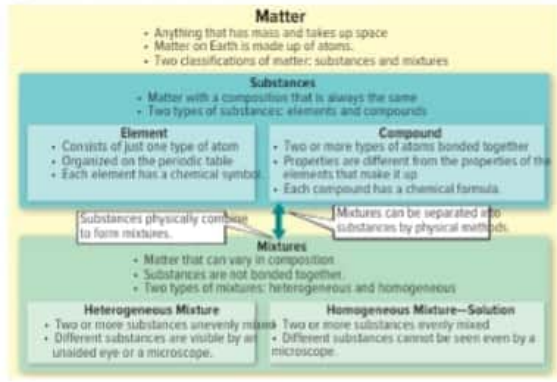 Matter
• Anything that has mass and takes up space
• Matter on Earth is made up of atoms.
• Two classifications of matter: substances and mixtures
Substances
• Matter with a composition that is always the same
• Two types of substances: elements and compounds
Element
• Consists of just one type of atom
• Organized on the periodic table
• Each element has a chemical symbol.
Compound
• Two or more types of atoms bonded together
• Properties are different from the properties of the
elements that make it up
• Each compound has a chemical formula.
Substances physically combine
to form mixtures.
Mixtures can be separated into
substances by physical methods.
Mixtures
• Matter that can vary in composition
• Substances are not bonded together.
• Two types of mixtures: heterogeneous and homogeneous
Heterogeneous Mixture
• Two or more substances unevenly mixed
• Different substances are visible by an
unaided eye or a microscope.
Homogeneous Mixture—Solution
• Two or more substances evenly mixed
• Different substances cannot be seen even by a
microscope.